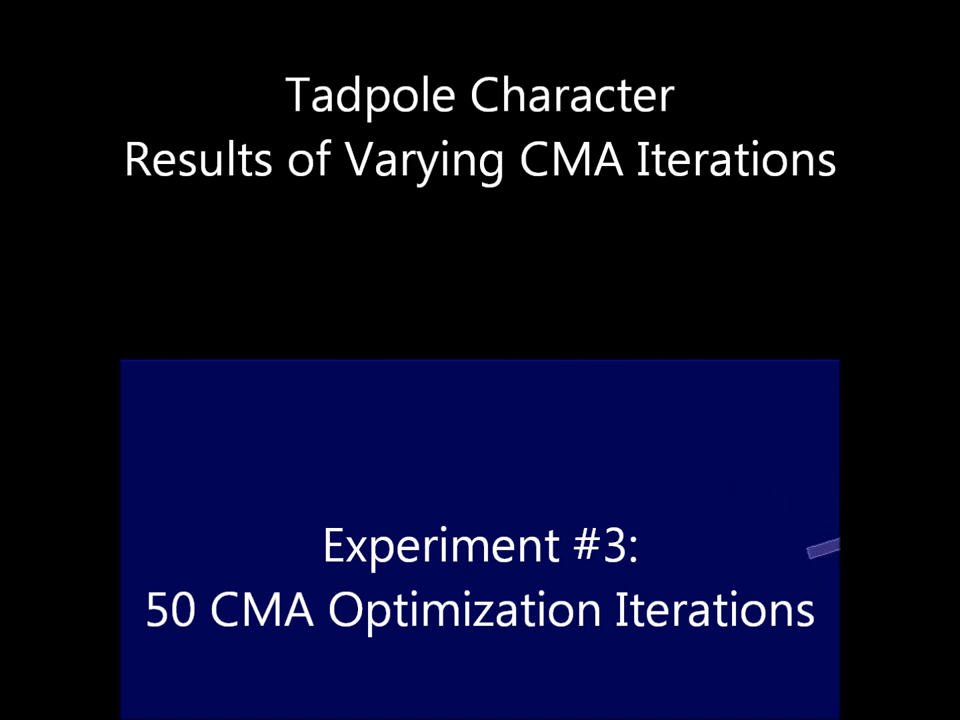 Tadpole Character
Results of Varying CMA Iterations
Experiment #3:
50 CMA Optimization Iterations